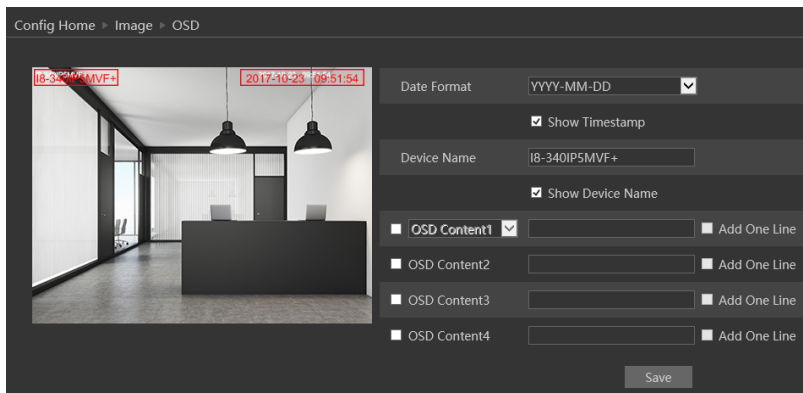 Config Home ▶ Image ▶ OSD
I8-340IP5MVF+
2017-10-23 09:51:54
Date Format YYYY-MM-DD
Show Timestamp
Device Name I8-340IP5MVF+
Show Device Name
OSD Content1 Add One Line
OSD Content2 Add One Line
OSD Content3 Add One Line
OSD Content4 Add One Line
Save